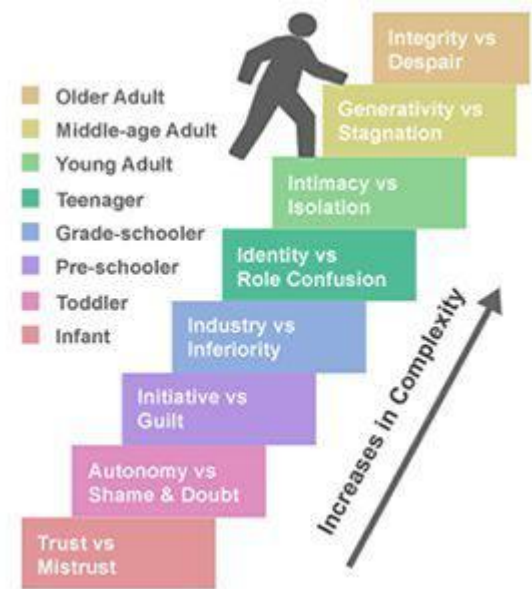 Integrity vs
Despair
Generativity vs
Stagnation
Intimacy vs
Isolation
Identity vs
Role Confusion
Industry vs
Inferiority
Initiative vs
Guilt
Autonomy vs
Shame & Doubt
Trust vs
Mistrust
Older Adult
Middle-age Adult
Young Adult
Teenager
Grade-schooler
Pre-schooler
Toddler
Infant
Increases in Complexity